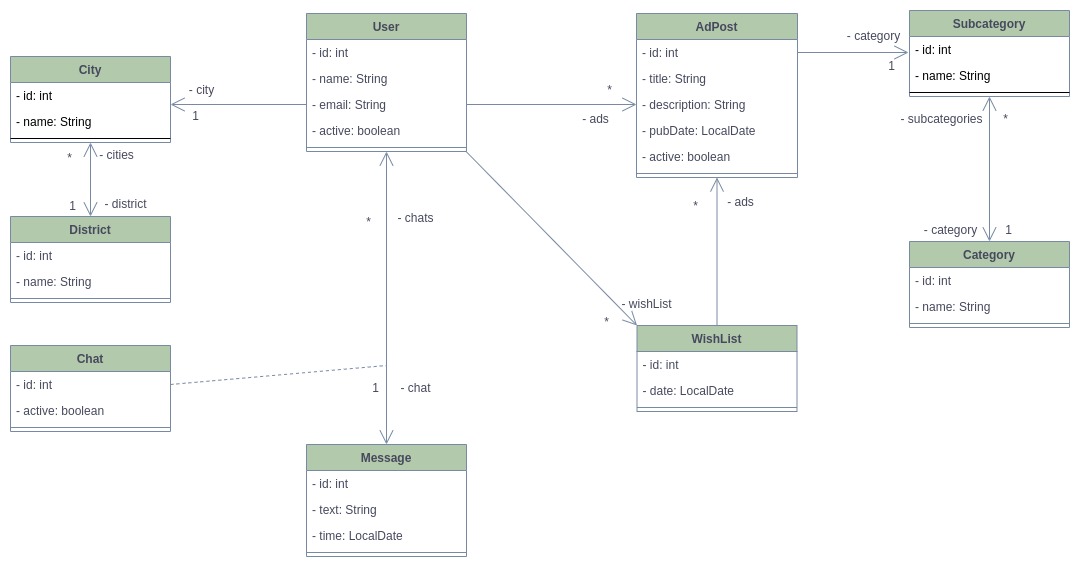 User
- id: int
- name: String
- email: String
- active: boolean
AdPost
- id: int
- title: String
- description: String
- pubDate: LocalDate
- active: boolean
Subcategory
- id: int
- name: String
City
- id: int
- name: String
- city
1
*
- ads
- category
1
- subcategories
*
* - cities
1 - district
District
- id: int
- name: String
*
- chats
*
- ads
- category
1
Category
- id: int
- name: String
- wishList
*
WishList
- id: int
- date: LocalDate
Chat
- id: int
- active: boolean
1
- chat
Message
- id: int
- text: String
- time: LocalDate